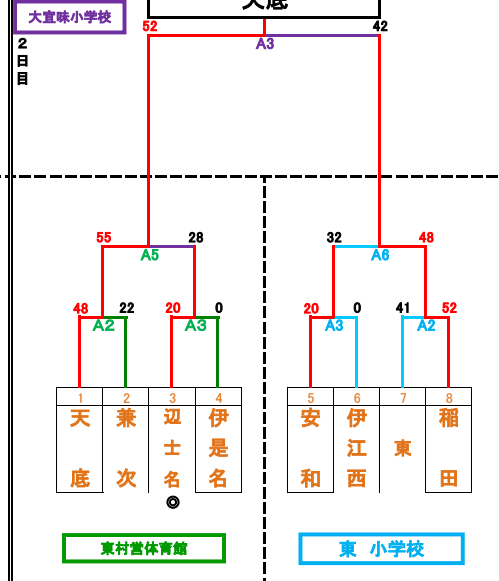 天底
大宜味小学校
52
42
A3
2日目
55
28
A5
32
48
A6
48
22
A2
20
0
A3
20
0
A3
41
52
A2
1
2
3
4
5
6
7
8
天底
兼次
辺士名
伊是名
安和
伊江西
東
稲田
◎
東村営体育館
東 小学校